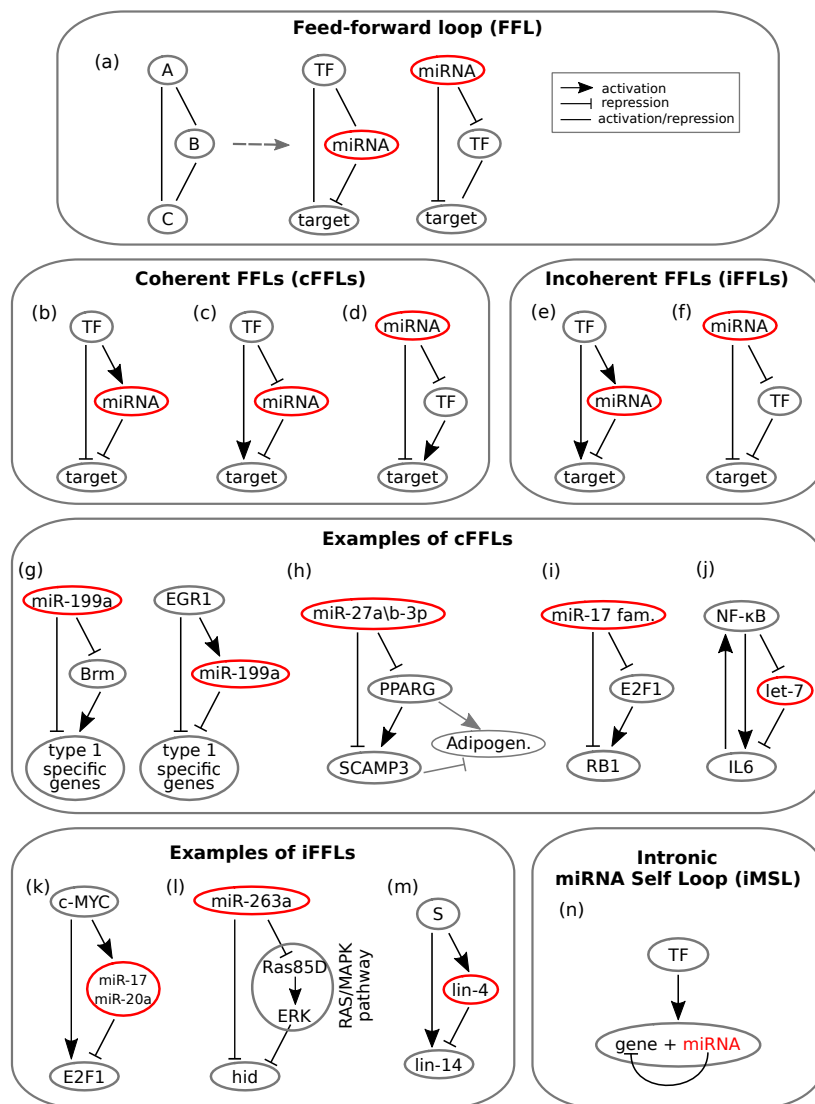 Feed-forward loop (FFL)
(a)
A
B
C
TF
miRNA
target
miRNA
TF
target
activation
repression
activation/repression
Coherent FFLs (cFFLs)
(b)
TF
miRNA
target
(c)
TF
miRNA
target
(d)
miRNA
TF
target
Incoherent FFLs (iFFLs)
(e)
TF
miRNA
target
(f)
miRNA
TF
target
Examples of cFFLs
(g)
miR-199a
Brm
type 1
specific
genes
EGR1
miR-199a
type 1
specific
genes
(h)
miR-27a\b-3p
PPARG
Adipogen.
SCAMP3
(i)
miR-17 fam.
E2F1
RB1
(j)
NF-κB
let-7
IL6
Examples of iFFLs
(k)
c-MYC
miR-17
miR-20a
E2F1
(l)
miR-263a
Ras85D
ERK
RAS/MAPK
pathway
hid
(m)
S
lin-4
lin-14
Intronic
miRNA Self Loop (iMSL)
(n)
TF
gene + miRNA